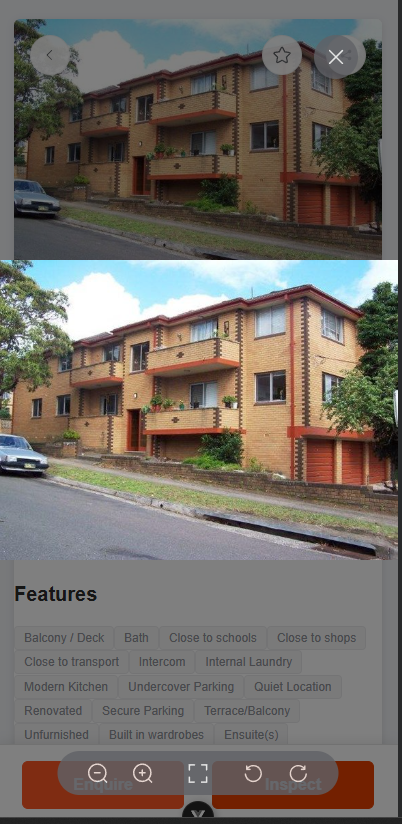 Features
Balcony / Deck Bath Close to schools Close to shops
Close to transport Intercom Internal Laundry
Modern Kitchen Undercover Parking Quiet Location
Renovated Secure Parking Terrace/Balcony
Unfurnished Built in wardrobes Ensuite(s)
Enquire Inspect